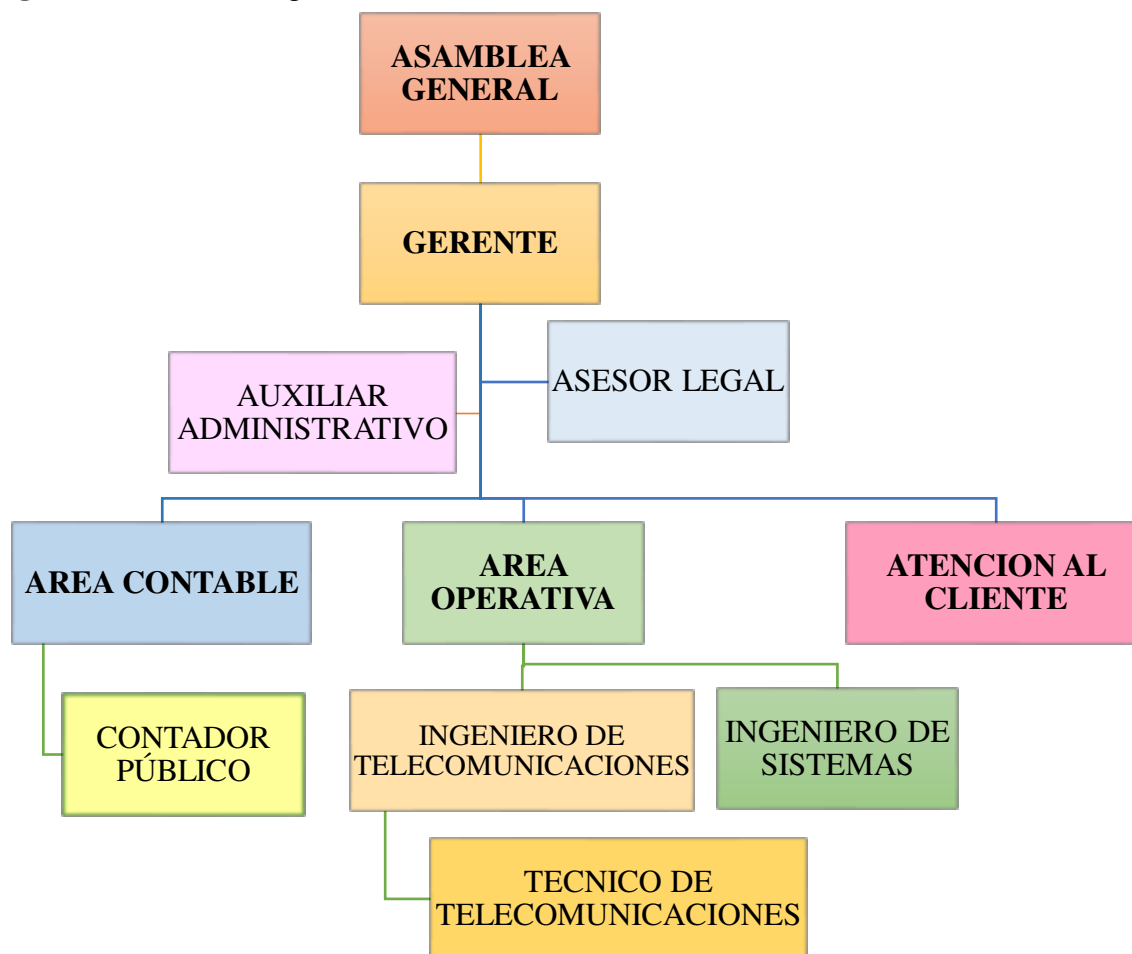 ASAMBLEA
GENERAL
GERENTE
ASESOR LEGAL
AUXILIAR
ADMINISTRATIVO
AREA CONTABLE
AREA
OPERATIVA
ATENCION AL
CLIENTE
CONTADOR
PÚBLICO
INGENIERO DE
TELECOMUNICACIONES
INGENIERO DE
SISTEMAS
TECNICO DE
TELECOMUNICACIONES